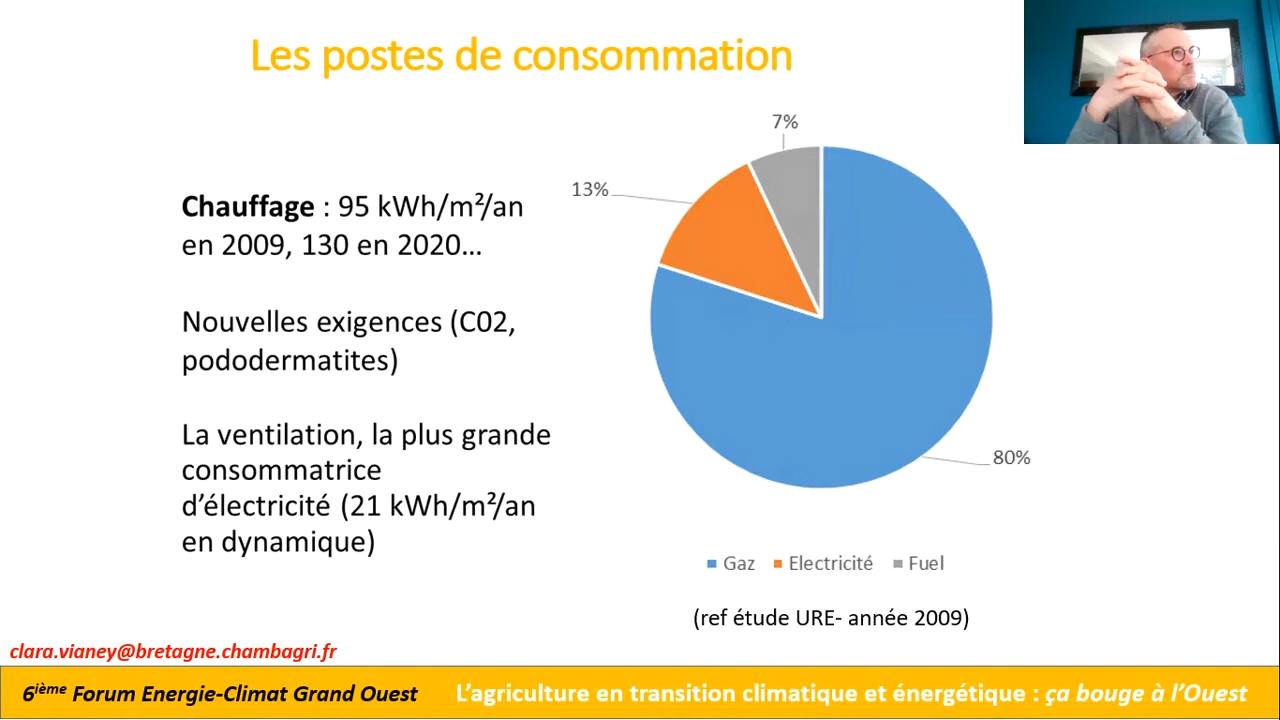 Les postes de consommation
Chauffage : 95 kWh/m²/an
en 2009, 130 en 2020...
Nouvelles exigences (C02,
pododermatites)
La ventilation, la plus grande
consommatrice
d’électricité (21 kWh/m²/an
en dynamique)
7%
13%
80%
Gaz Electricité Fuel
(ref étude URE- année 2009)
clara.vianey@bretagne.chambagri.fr
6ième Forum Energie-Climat Grand Ouest L’agriculture en transition climatique et énergétique : ça bouge à l’Ouest